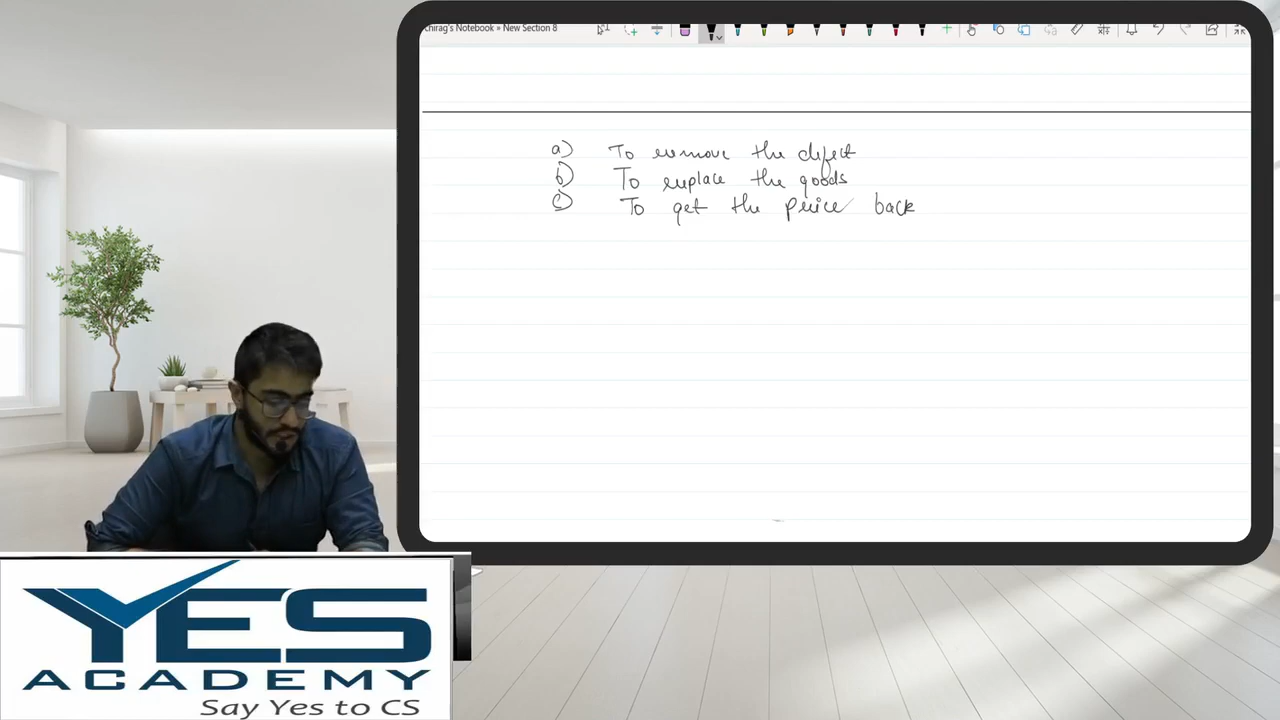 chirag's Notebook » New Section 8
a) To remove the defect
b) To replace the goods
c) To get the price back
YES
ACADEMY
Say Yes to CS